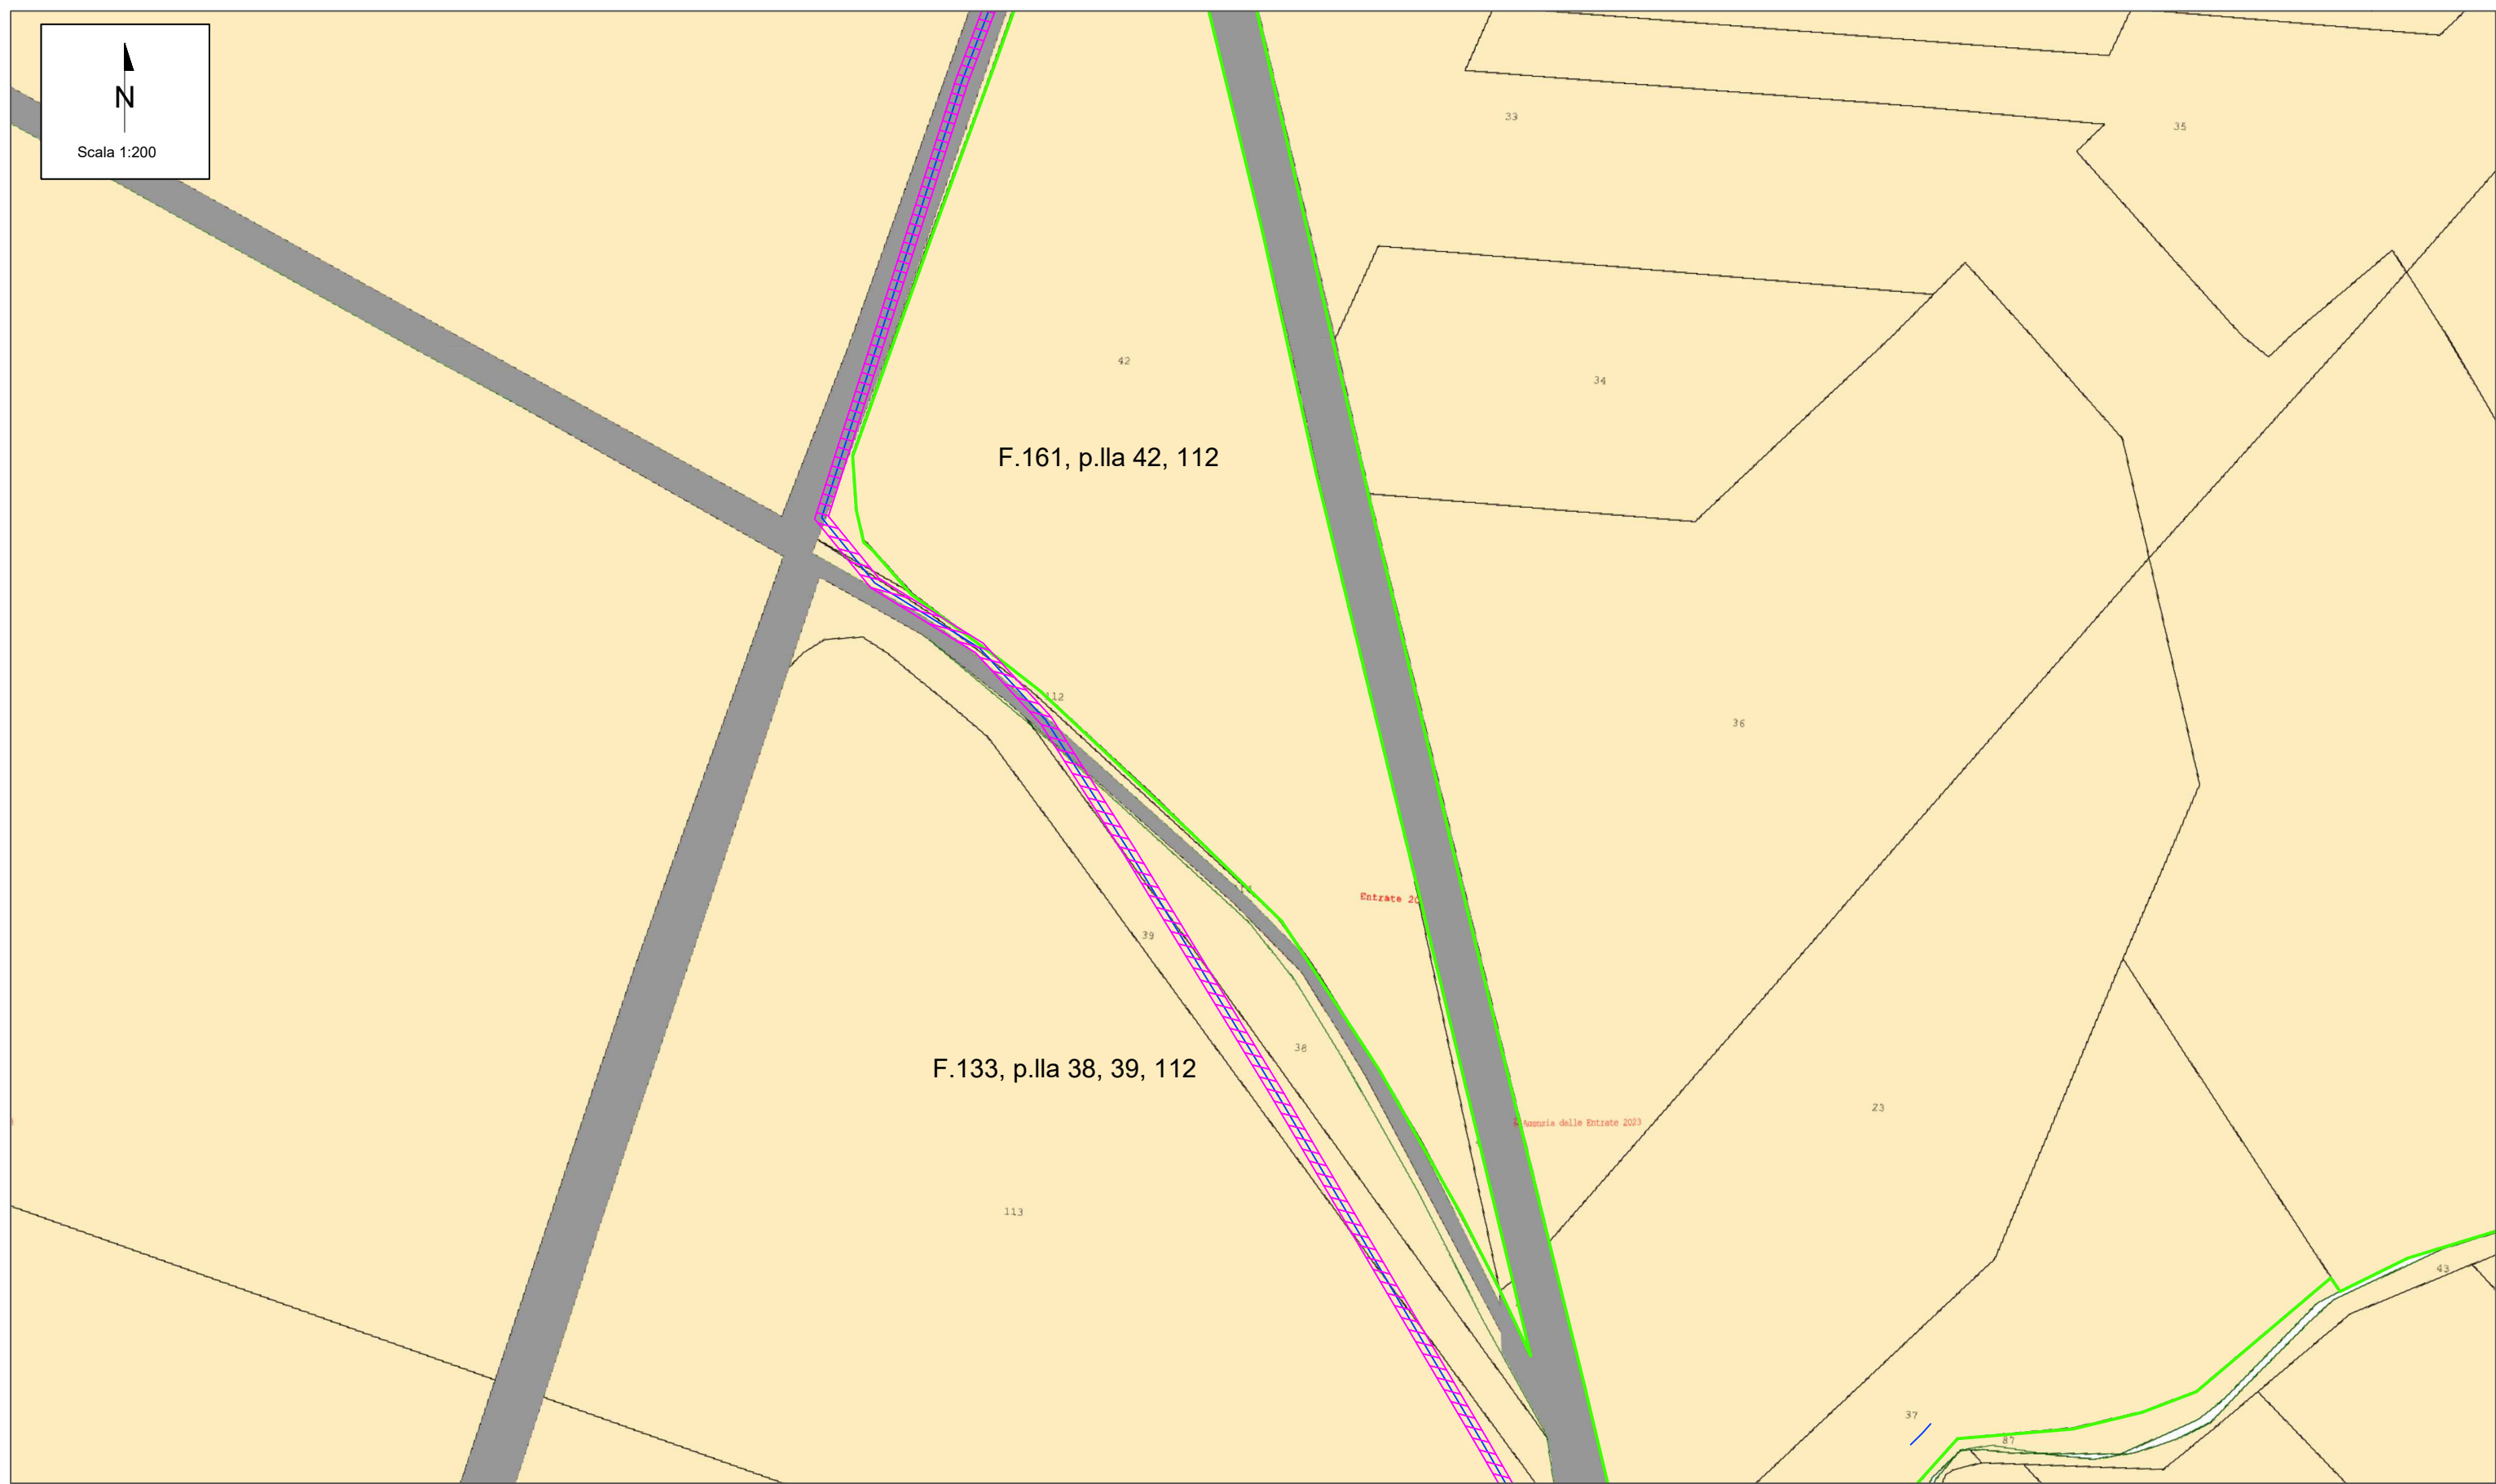 N
Scala 1:200
33
35
42
34
F.161, p.lla 42, 112
112
36
Entrate 20
39
38
F.133, p.lla 38, 39, 112
23
Agenzia delle Entrate 2023
113
43
37
87